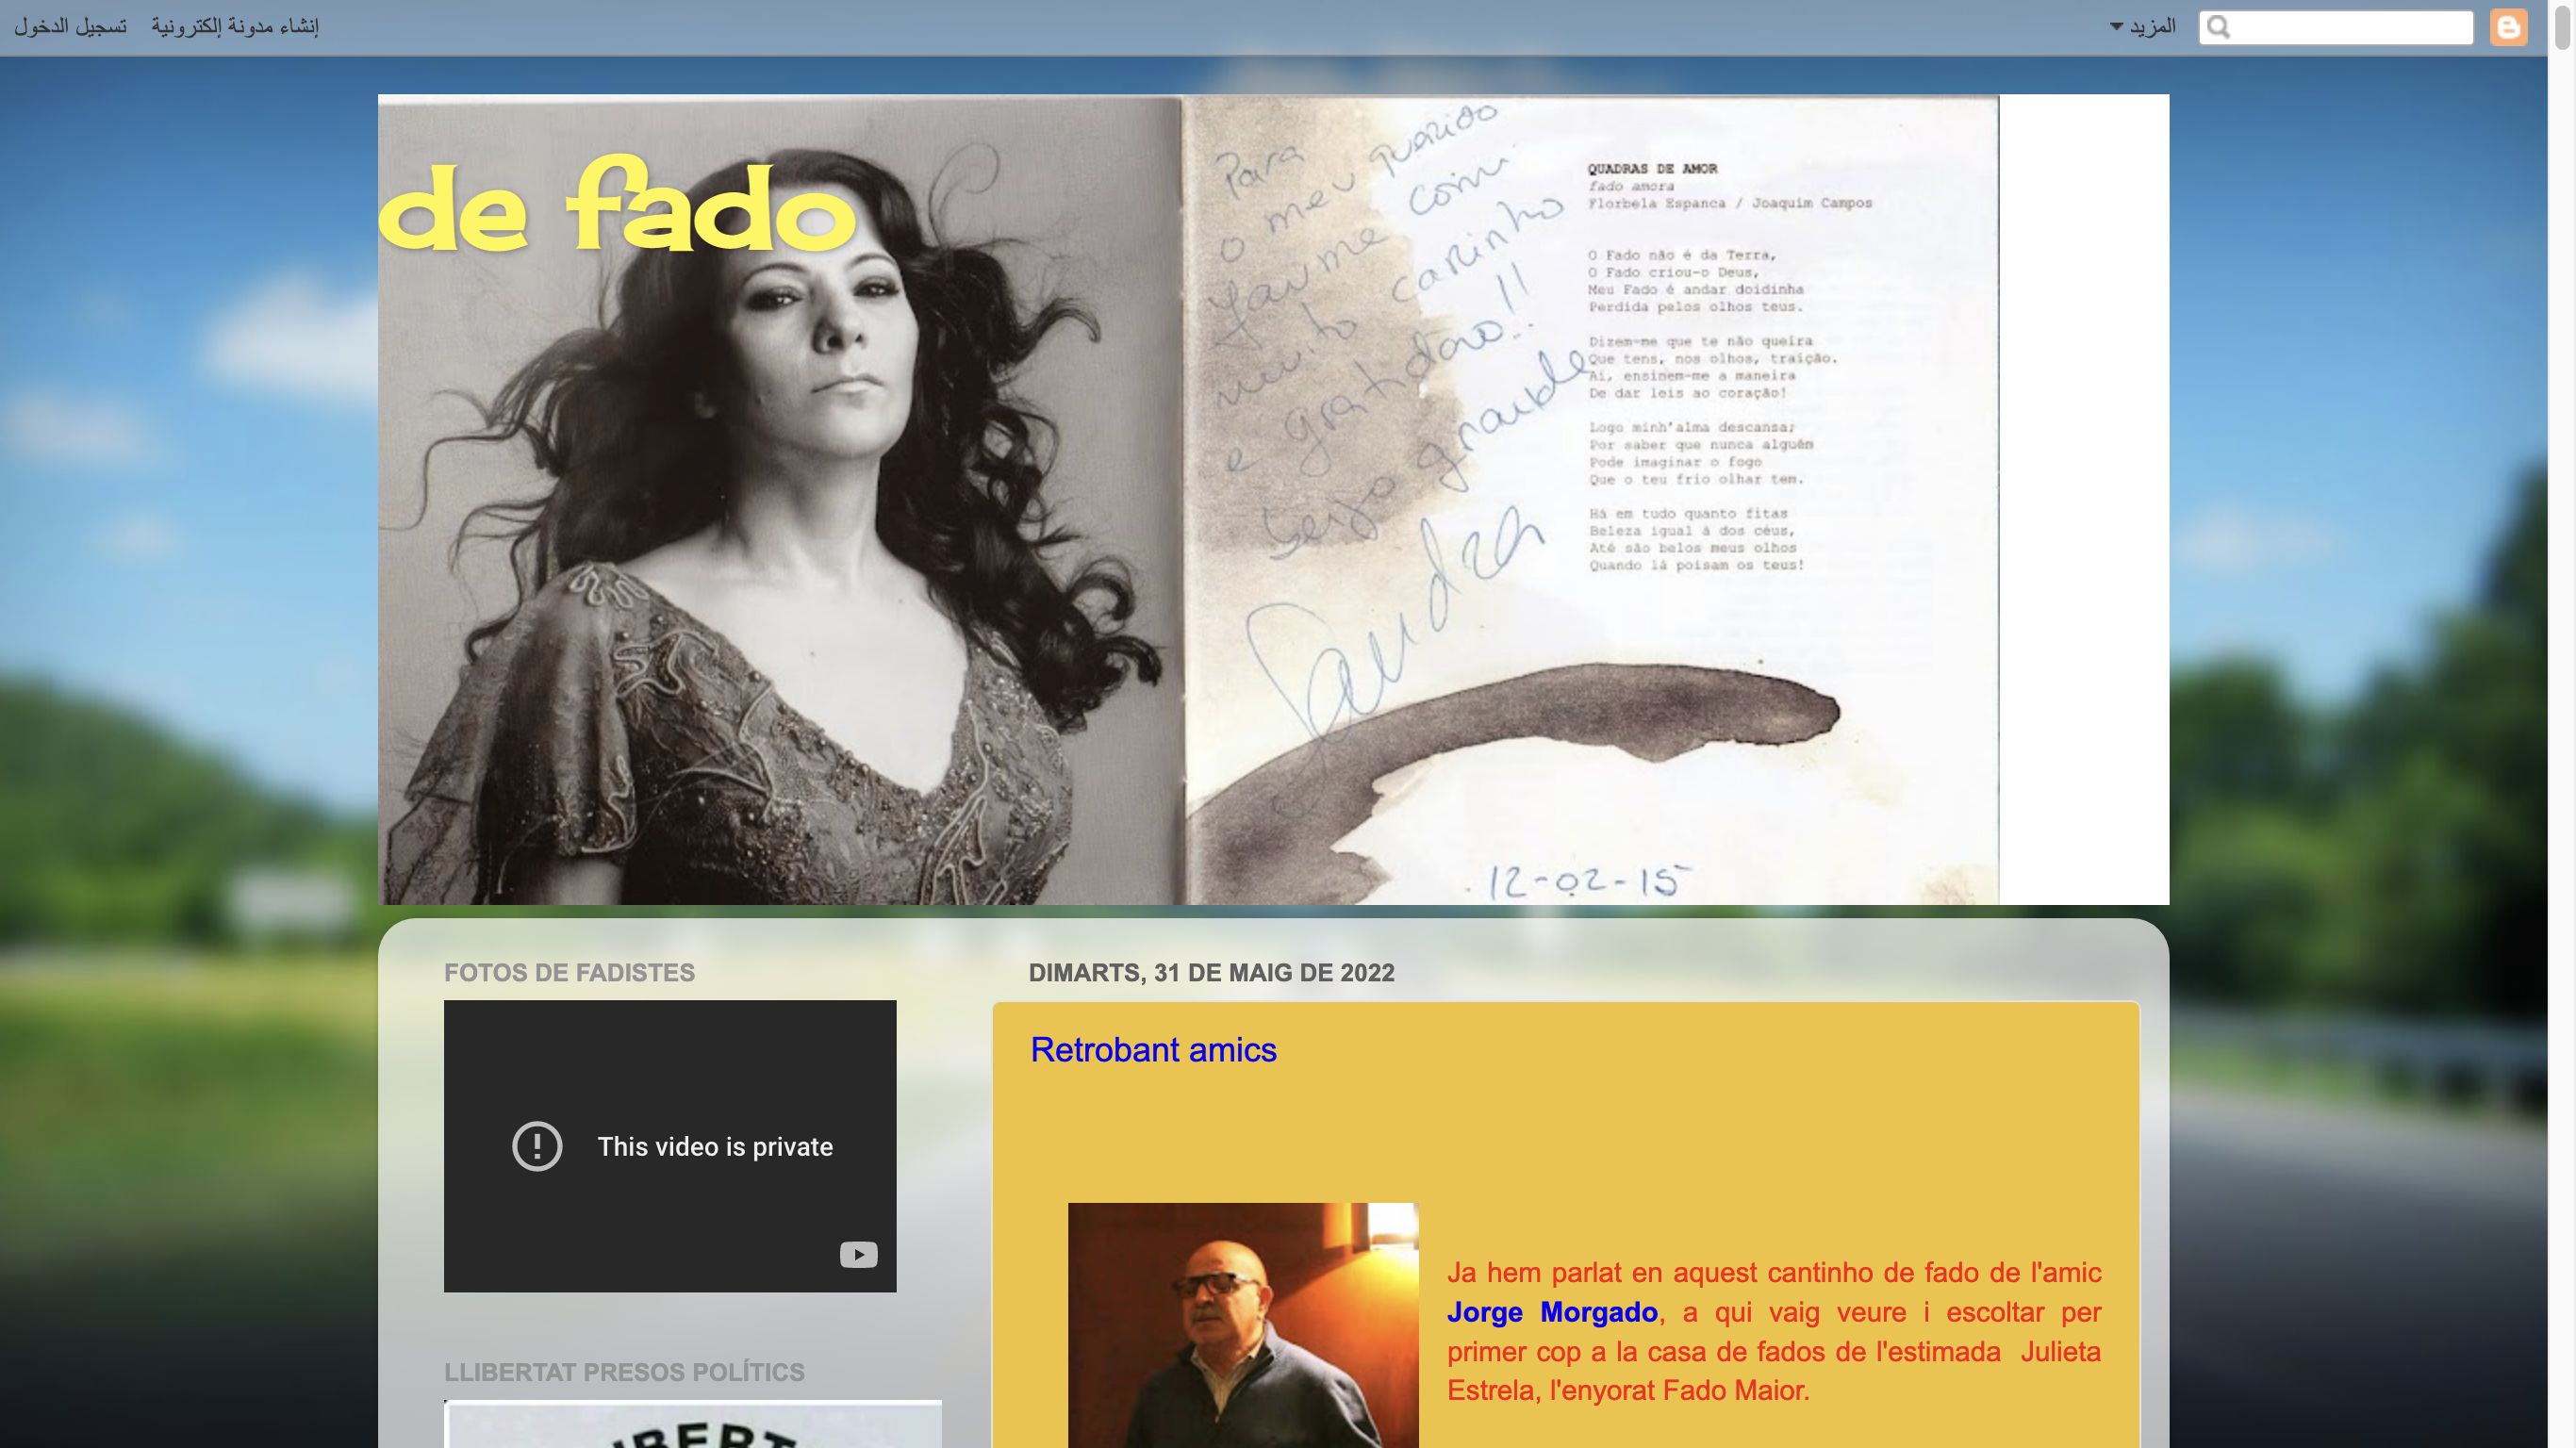 تسجيل الدخول
إنشاء مدونة إلكترونية
المزيد
de fado
Para
o meu querido
Jaume com
muito carinho
e gratidão!!
beijo grande
Sandra
12-02-15
QUADRAS DE AMOR
fado amora
Florbela Espanca / Joaquim Campos
O Fado não é da Terra,
O Fado criou-o Deus,
Meu Fado é andar doidinha
Perdida pelos olhos teus.
Dizem-me que te não queira
Que tens, nos olhos, traição.
Ai, ensinem-me a maneira
De dar leis ao coração!
Logo minh'alma descansa;
Por saber que nunca alguém
Pode imaginar o fogo
Que o teu frio olhar tem.
Há em tudo quanto fitas
Beleza igual á dos céus,
Até são belos meus olhos
Quando lá poisam os teus!
FOTOS DE FADISTES
This video is private
LLIBERTAT PRESOS POLÍTICS
DIMARTS, 31 DE MAIG DE 2022
Retrobant amics
Ja hem parlat en aquest cantinho de fado de l'amic
Jorge Morgado, a qui vaig veure i escoltar per
primer cop a la casa de fados de l'estimada Julieta
Estrela, l'enyorat Fado Maior.